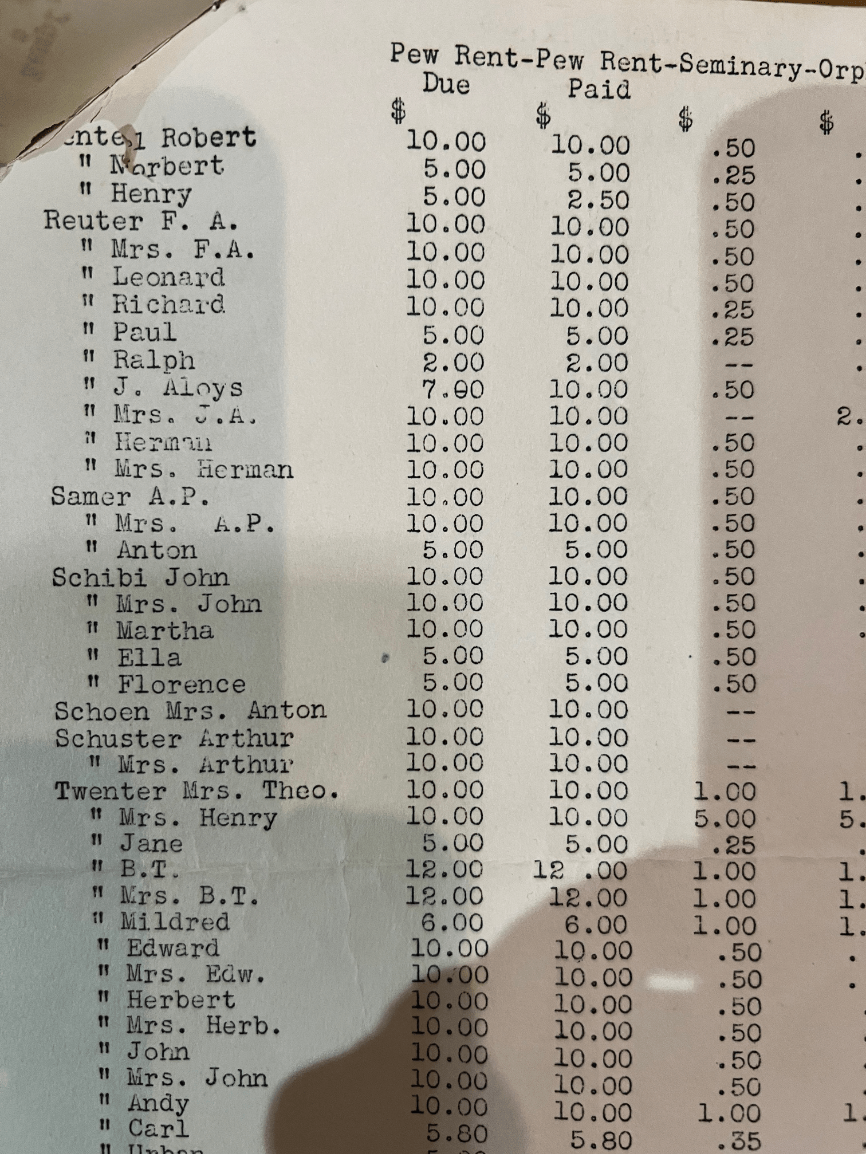 Pew Rent-Pew Rent-Seminary-Orp
Due Paid
$ $ $ $
Robert 10.00 10.00 .50 .
" Norbert 5.00 5.00 .25 .
" Henry 5.00 2.50 .50 .
Reuter F. A. 10.00 10.00 .50 .
" Mrs. F.A. 10.00 10.00 .50 .
" Leonard 10.00 10.00 .50 .
" Richard 10.00 10.00 .25 .
" Paul 5.00 5.00 .25 .
" Ralph 2.00 2.00 -- .
" J. Aloys 7.00 10.00 .50 .
" Mrs. J.A. 10.00 10.00 -- 2.
" Herman 10.00 10.00 .50 .
" Mrs. Herman 10.00 10.00 .50 .
Samer A.P. 10.00 10.00 .50 .
" Mrs. A.P. 10.00 10.00 .50 .
" Anton 5.00 5.00 .50 .
Schibi John 10.00 10.00 .50 .
" Mrs. John 10.00 10.00 .50 .
" Martha 10.00 10.00 .50 .
" Ella 5.00 5.00 .50
" Florence 5.00 5.00 .50
Schoen Mrs. Anton 10.00 10.00 --
Schuster Arthur 10.00 10.00 --
" Mrs. Arthur 10.00 10.00 --
Twenter Mrs. Theo. 10.00 10.00 1.00 1.
" Mrs. Henry 10.00 10.00 5.00 5.
" Jane 5.00 5.00 .25 .
" B.T. 12.00 12 .00 1.00 1.
" Mrs. B.T. 12.00 12.00 1.00 1.
" Mildred 6.00 6.00 1.00 1.
" Edward 10.00 10.00 .50 .
" Mrs. Edw. 10.00 10.00 .50 .
" Herbert 10.00 10.00 .50
" Mrs. Herb. 10.00 10.00 .50
" John 10.00 10.00 .50
" Mrs. John 10.00 10.00 .50
" Andy 10.00 10.00 1.00 1.
" Carl 5.80 5.80 .35 .
" Urban